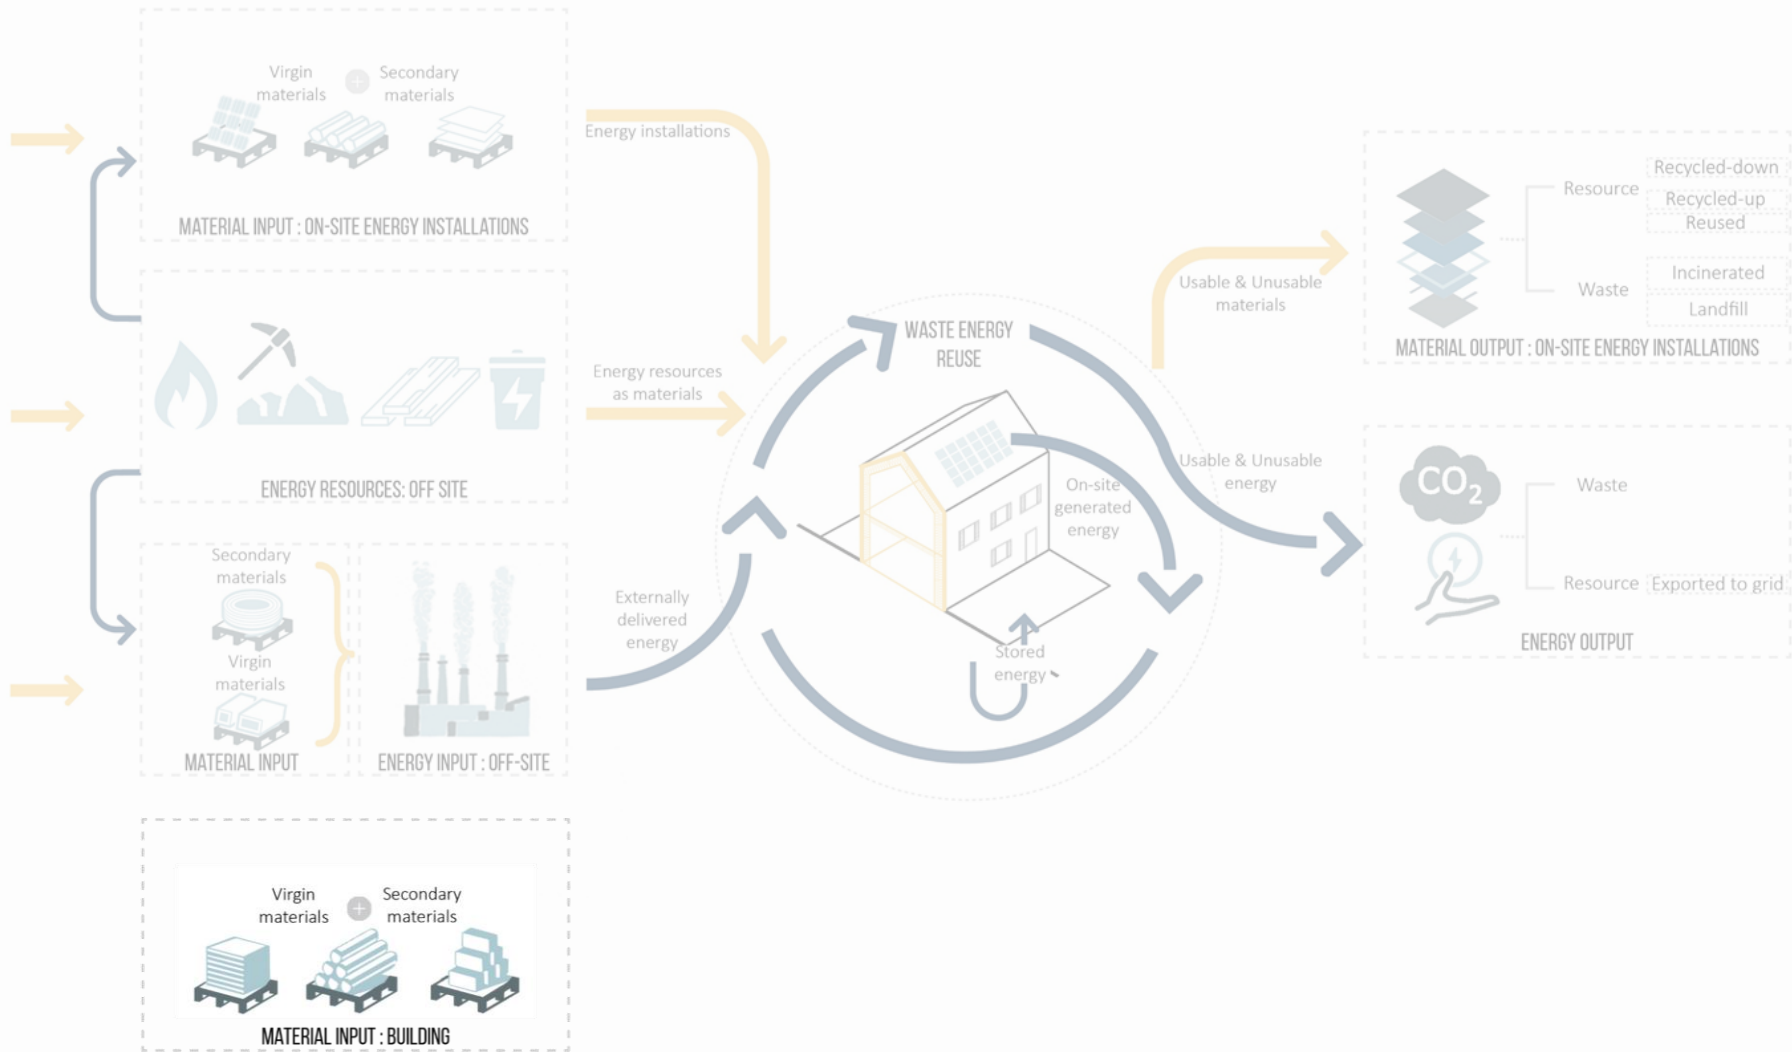 Virgin
materials
Secondary
materials
MATERIAL INPUT : ON-SITE ENERGY INSTALLATIONS
Energy installations
ENERGY RESOURCES: OFF SITE
Energy resources
as materials
Secondary
materials
Virgin
materials
MATERIAL INPUT
ENERGY INPUT : OFF-SITE
Externally
delivered
energy
Virgin
materials
Secondary
materials
MATERIAL INPUT : BUILDING
WASTE ENERGY
REUSE
On-site
generated
energy
Stored
energy
Usable & Unusable
materials
Usable & Unusable
energy
Resource
Recycled-down
Recycled-up
Reused
Waste
Incinerated
Landfill
MATERIAL OUTPUT : ON-SITE ENERGY INSTALLATIONS
CO2
Waste
Resource
Exported to grid
ENERGY OUTPUT